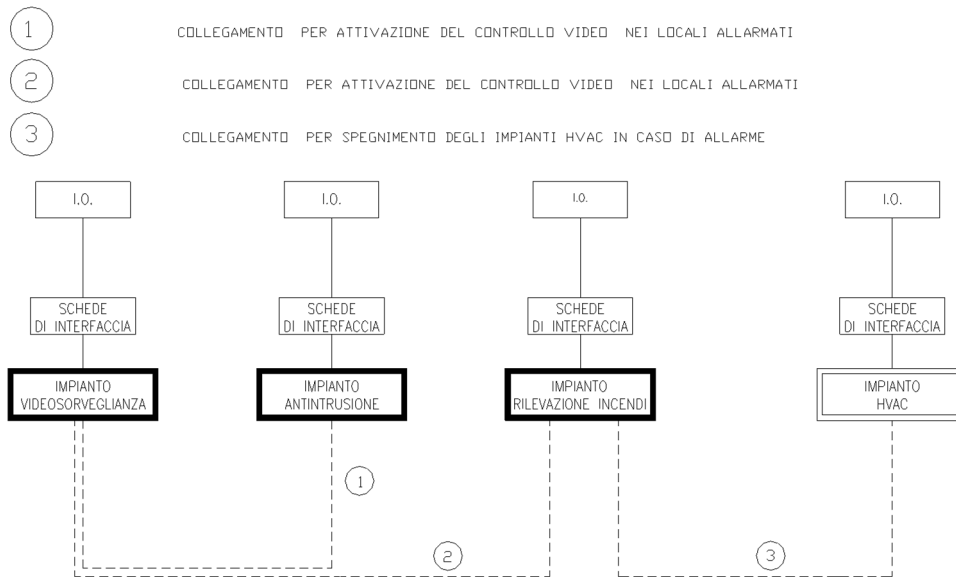 1 COLLEGAMENTO PER ATTIVAZIONE DEL CONTROLLO VIDEO NEI LOCALI ALLARMATI
2 COLLEGAMENTO PER ATTIVAZIONE DEL CONTROLLO VIDEO NEI LOCALI ALLARMATI
3 COLLEGAMENTO PER SPEGNIMENTO DEGLI IMPIANTI HVAC IN CASO DI ALLARME
I.O.
I.O.
I.O.
I.O.
SCHEDE
DI INTERFACCIA
SCHEDE
DI INTERFACCIA
SCHEDE
DI INTERFACCIA
SCHEDE
DI INTERFACCIA
IMPIANTO
VIDEOSORVEGLIANZA
IMPIANTO
ANTINTRUSIONE
IMPIANTO
RILEVAZIONE INCENDI
IMPIANTO
HVAC
1
2
3